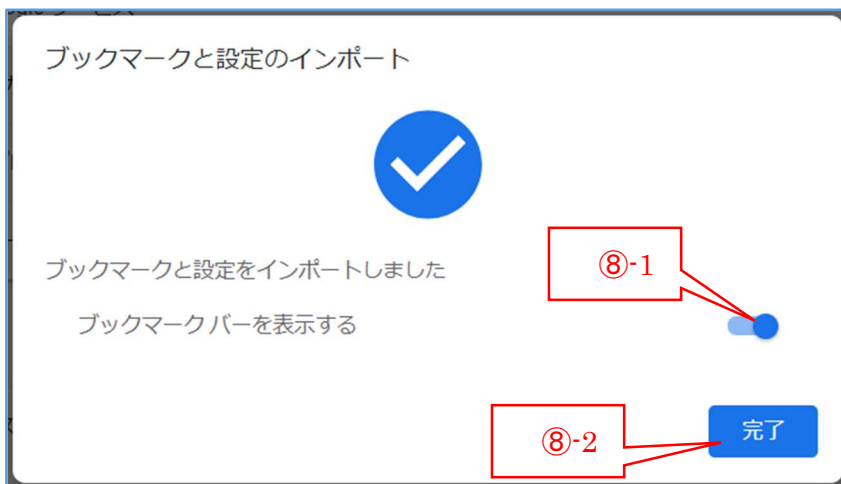 ブックマークと設定のインポート
ブックマークと設定をインポートしました
⑧-1
ブックマーク バーを表示する
⑧-2
完了